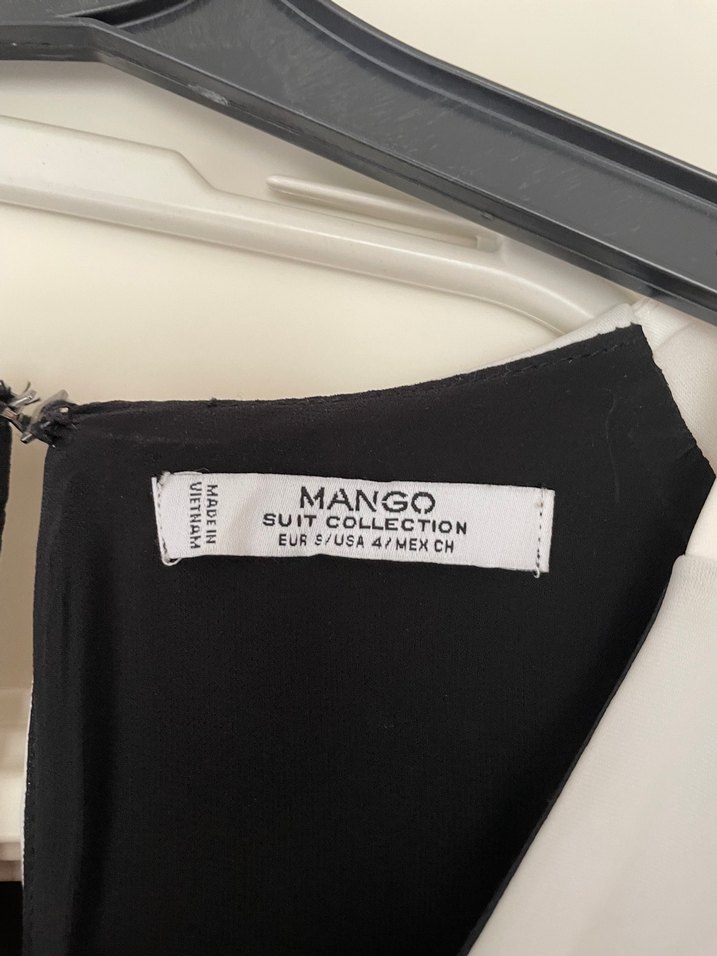 MANGO
SUIT COLLECTION
EUR S/USA 4/MEX CH
MADE IN
VIETNAM